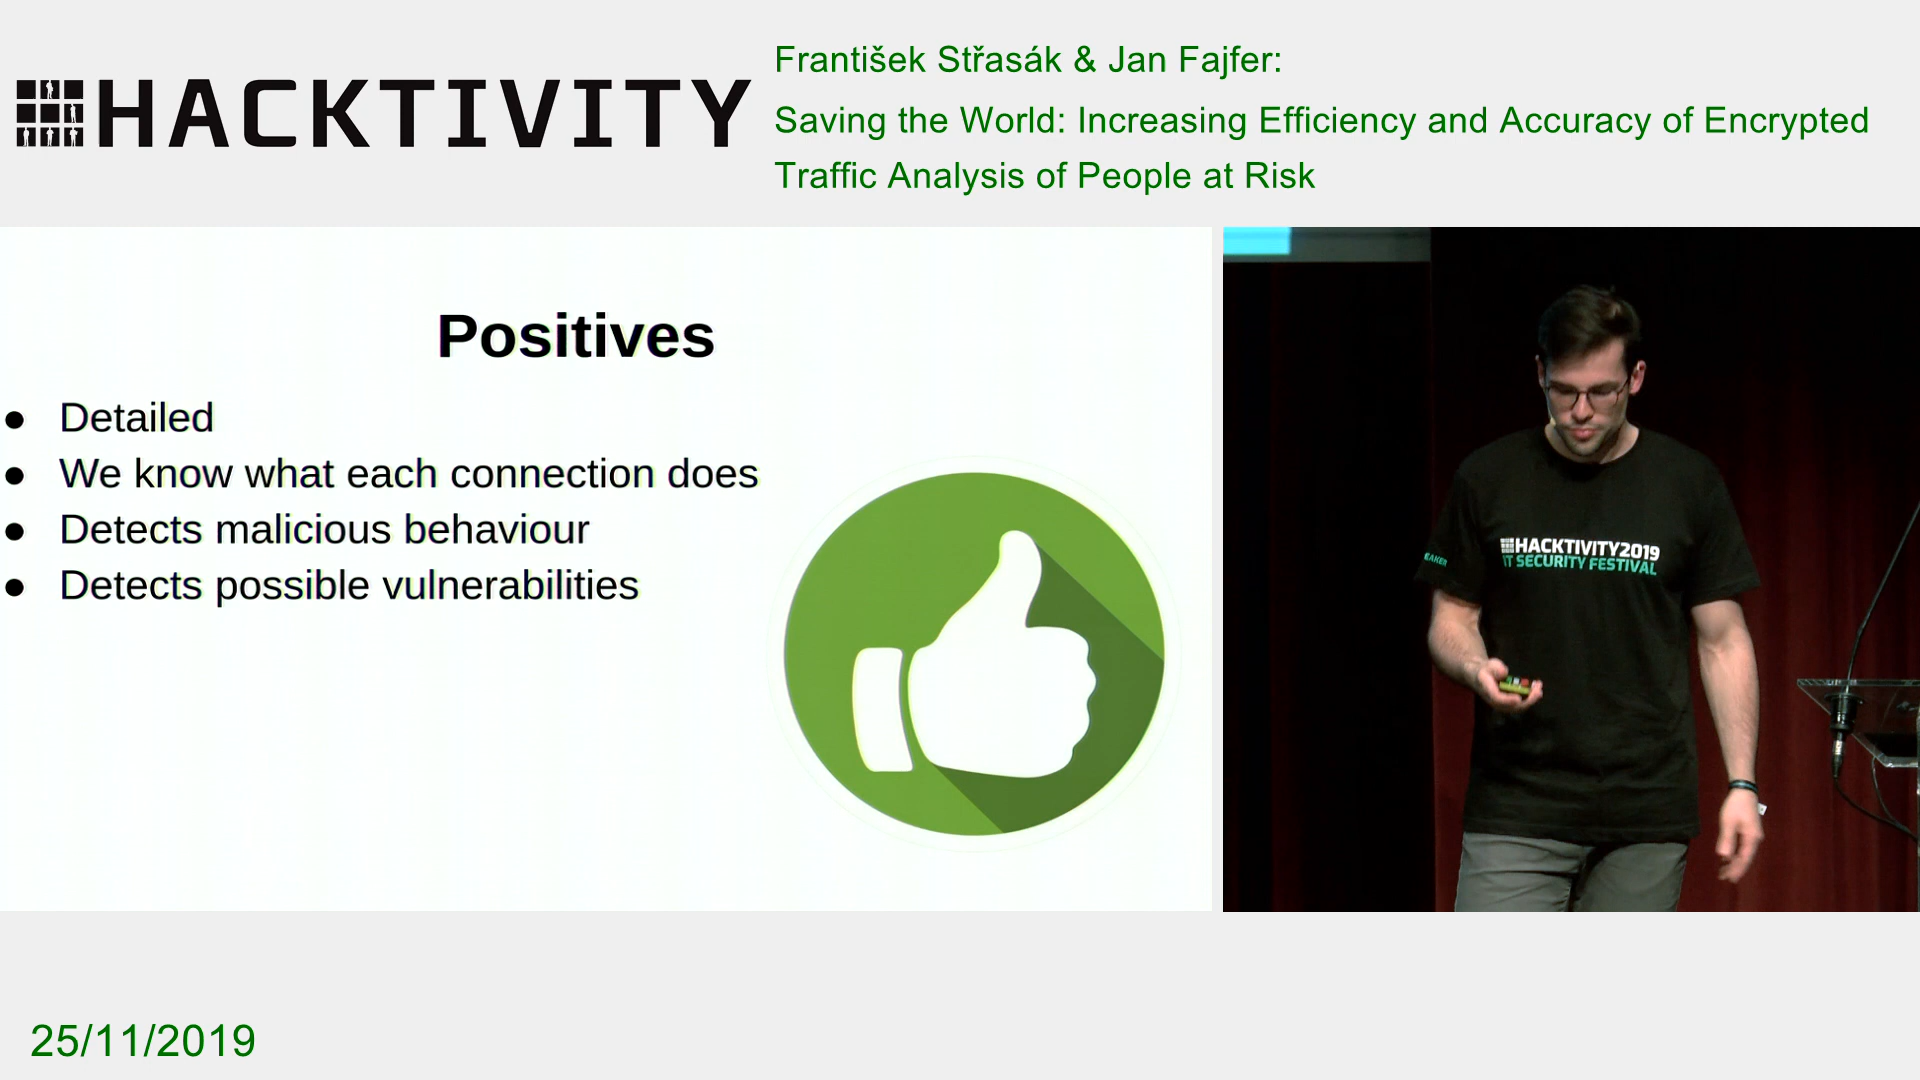 HACKTIVITY
František Střasák & Jan Fajfer:
Saving the World: Increasing Efficiency and Accuracy of Encrypted
Traffic Analysis of People at Risk
Positives
● Detailed
● We know what each connection does
● Detects malicious behaviour
● Detects possible vulnerabilities
HACKTIVITY2019
IT SECURITY FESTIVAL
EAKER
25/11/2019